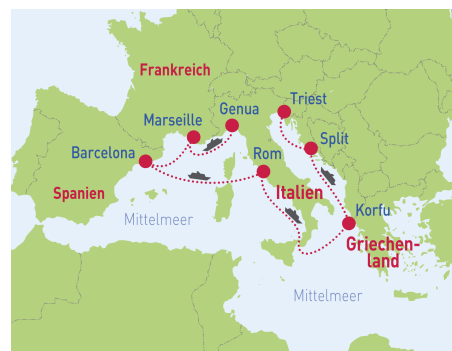 Frankreich
Genua
Triest
Marseille
Split
Barcelona
Rom
Spanien
Italien
Mittelmeer
Korfu
Griechen-
land
Mittelmeer